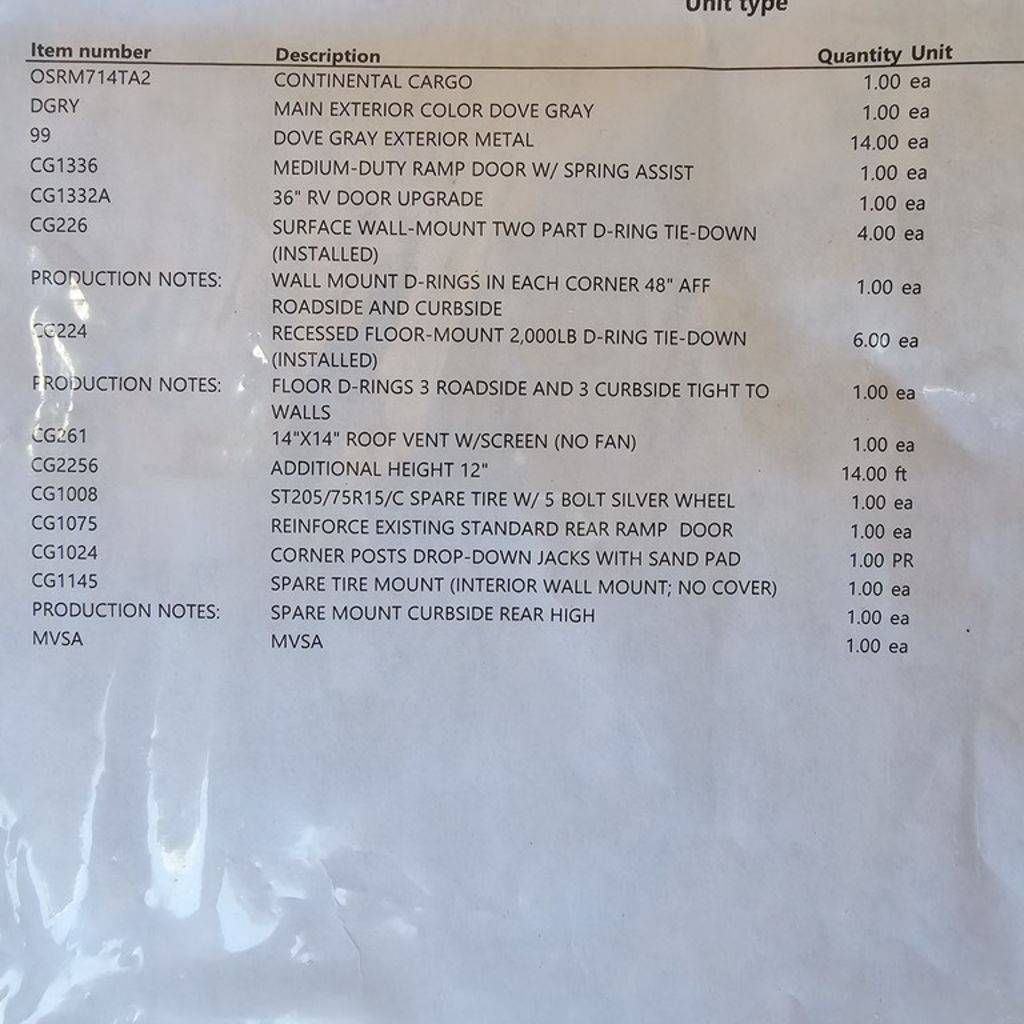 Unit type
Item number Description Quantity Unit
OSRM714TA2 CONTINENTAL CARGO 1.00 ea
DGRY MAIN EXTERIOR COLOR DOVE GRAY 1.00 ea
99 DOVE GRAY EXTERIOR METAL 14.00 ea
CG1336 MEDIUM-DUTY RAMP DOOR W/ SPRING ASSIST 1.00 ea
CG1332A 36" RV DOOR UPGRADE 1.00 ea
CG226 SURFACE WALL-MOUNT TWO PART D-RING TIE-DOWN 4.00 ea
(INSTALLED)
PRODUCTION NOTES: WALL MOUNT D-RINGS IN EACH CORNER 48" AFF 1.00 ea
ROADSIDE AND CURBSIDE
CG224 RECESSED FLOOR-MOUNT 2,000LB D-RING TIE-DOWN 6.00 ea
(INSTALLED)
PRODUCTION NOTES: FLOOR D-RINGS 3 ROADSIDE AND 3 CURBSIDE TIGHT TO 1.00 ea
WALLS
CG261 14"X14" ROOF VENT W/SCREEN (NO FAN) 1.00 ea
CG2256 ADDITIONAL HEIGHT 12" 14.00 ft
CG1008 ST205/75R15/C SPARE TIRE W/ 5 BOLT SILVER WHEEL 1.00 ea
CG1075 REINFORCE EXISTING STANDARD REAR RAMP DOOR 1.00 ea
CG1024 CORNER POSTS DROP-DOWN JACKS WITH SAND PAD 1.00 PR
CG1145 SPARE TIRE MOUNT (INTERIOR WALL MOUNT; NO COVER) 1.00 ea
PRODUCTION NOTES: SPARE MOUNT CURBSIDE REAR HIGH 1.00 ea
MVSA MVSA 1.00 ea